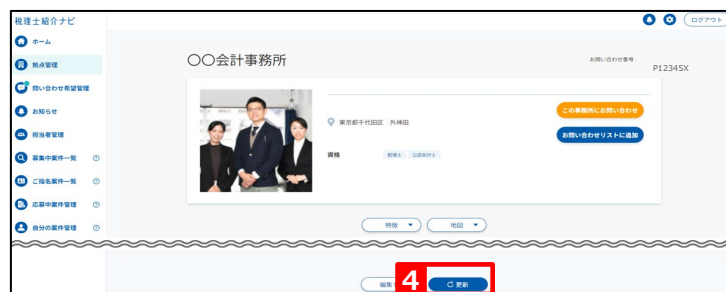 税理士紹介ナビ
ログアウト
ホーム
拠点管理
問い合わせ希望管理
お知らせ
担当者管理
募集中案件一覧
ご指名案件一覧
応募中案件管理
自分の案件管理
〇〇会計事務所
お問い合わせ番号
P12345X
東京都千代田区 外神田
この事務所にお問い合わせ
お問い合わせリストに追加
資格
税理士 公認会計士
特徴
地図
編集
4
更新